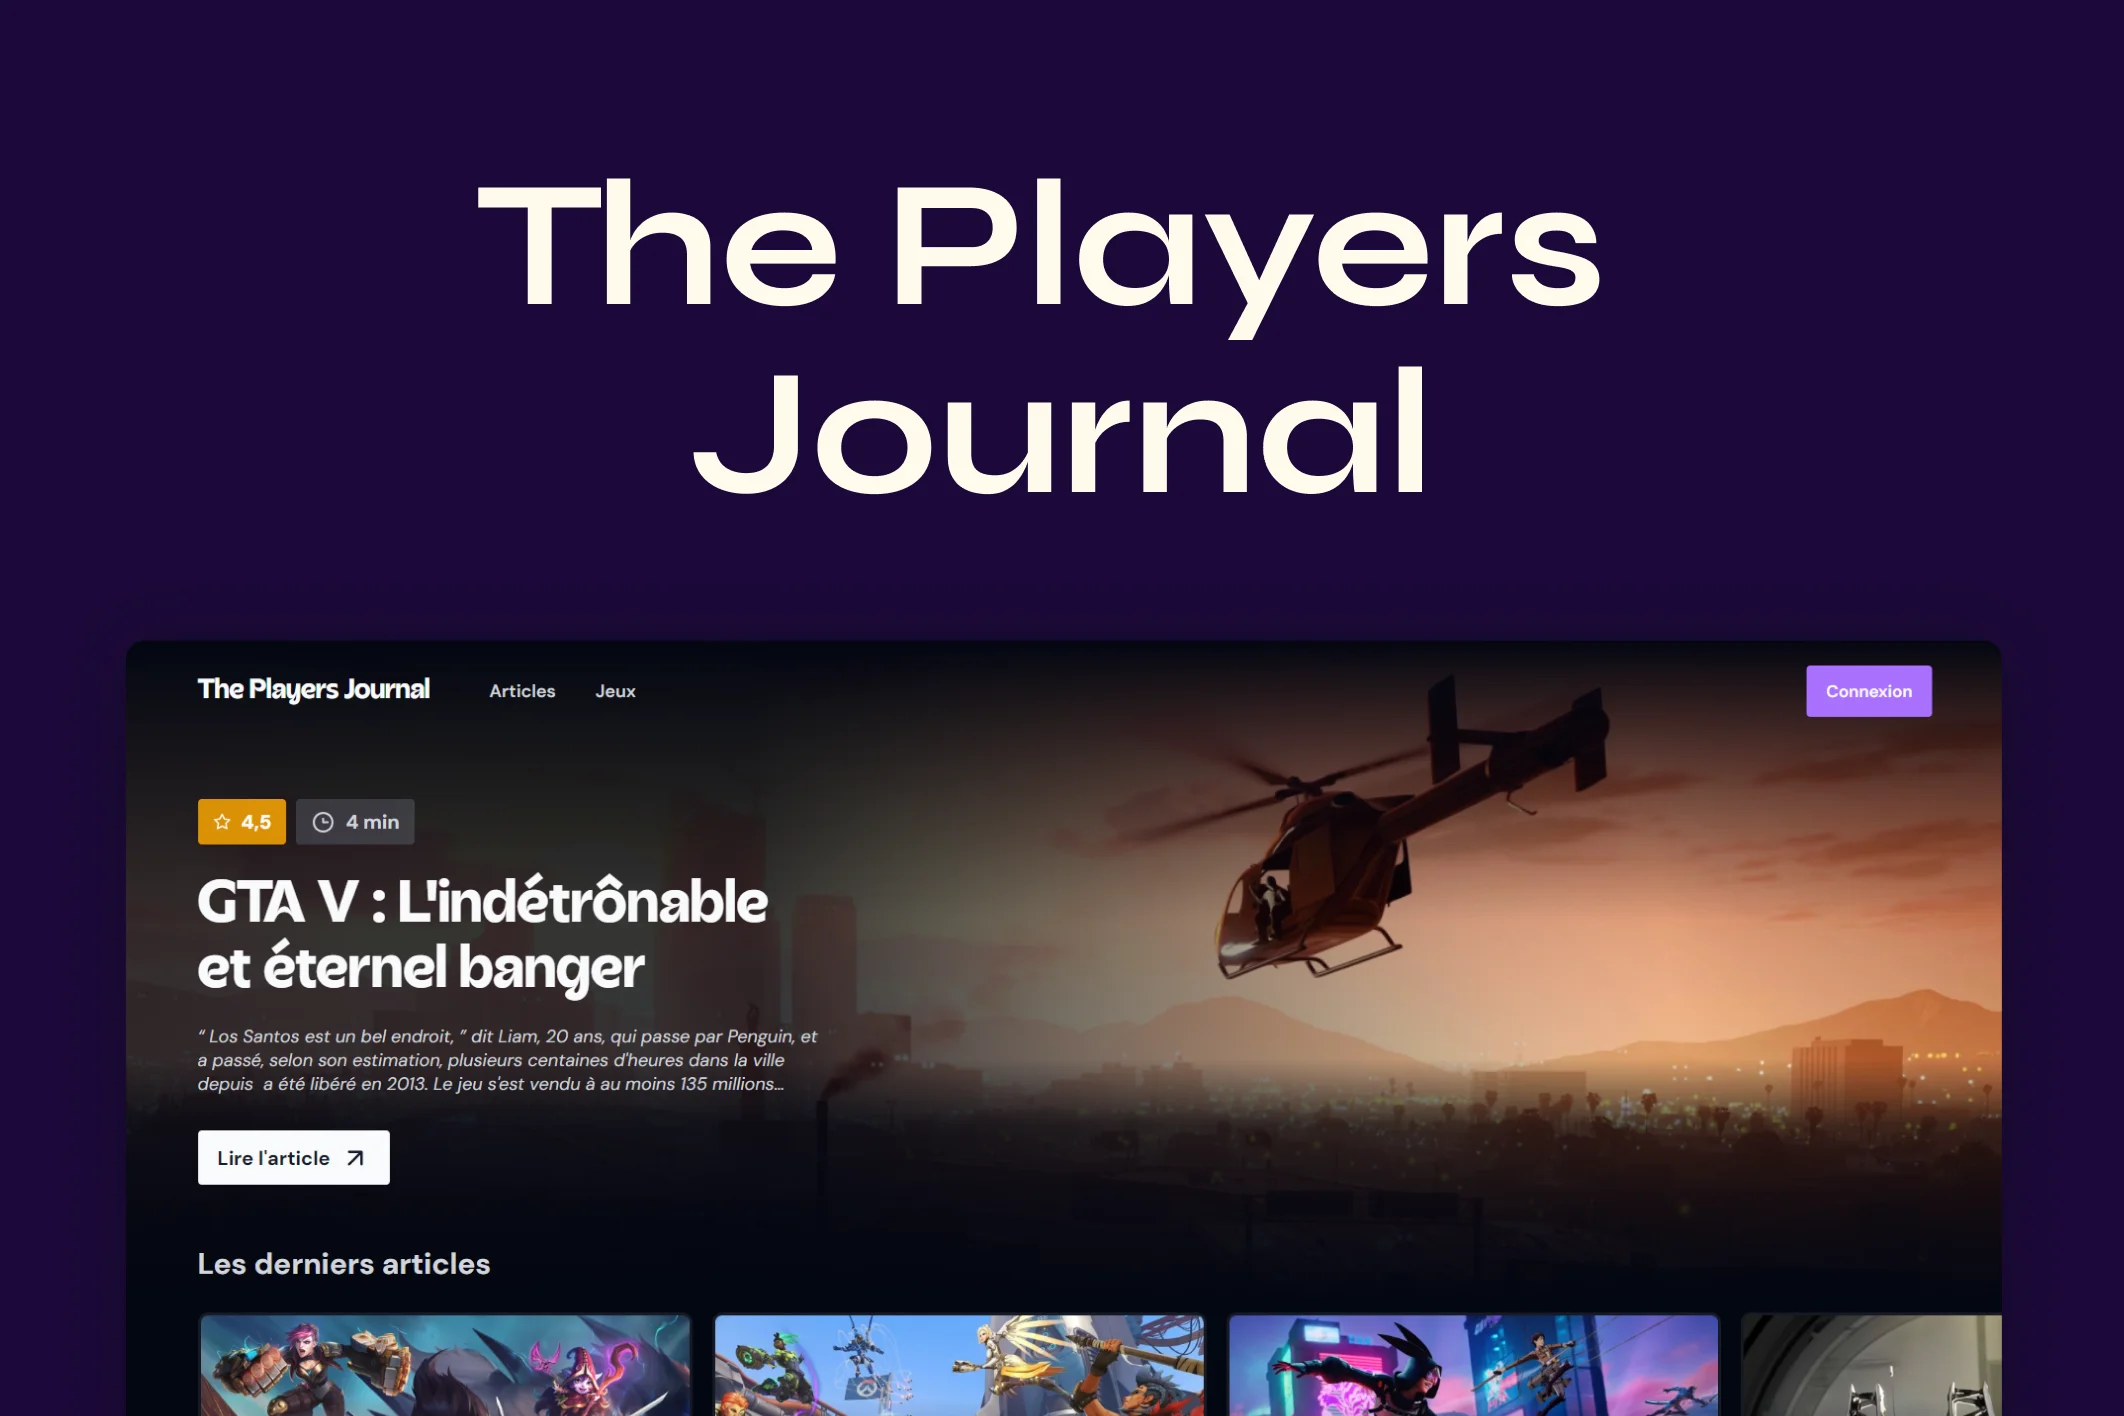 The Players
Journal
The Players Journal
Articles
Jeux
Connexion
4,5
4 min
GTA V : L'indétrônable
et éternel banger
“ Los Santos est un bel endroit, ” dit Liam, 20 ans, qui passe par Penguin, et
a passé, selon son estimation, plusieurs centaines d'heures dans la ville
depuis  a été libéré en 2013. Le jeu s'est vendu à au moins 135 millions...
Lire l'article
Les derniers articles